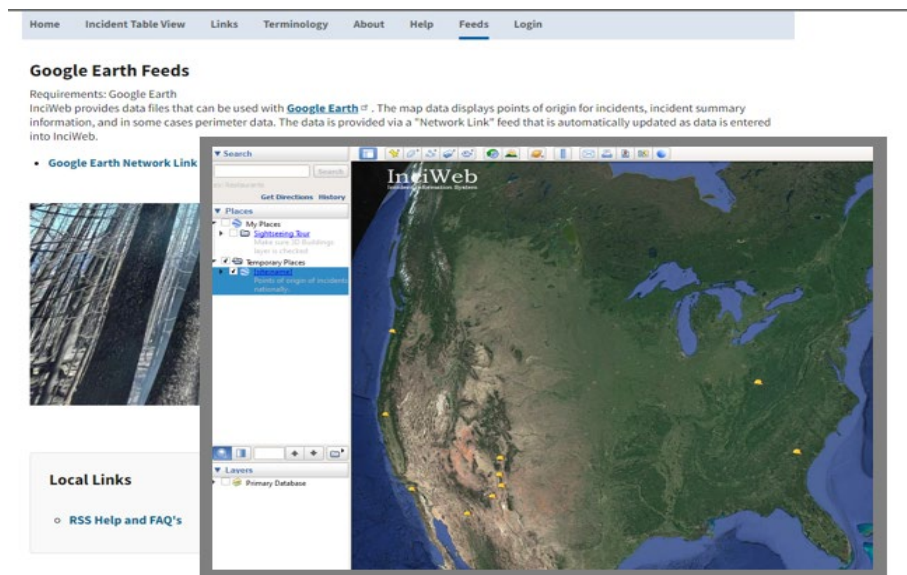 Home Incident Table View Links Terminology About Help Feeds Login
Google Earth Feeds
Requirements: Google Earth
InciWeb provides data files that can be used with Google Earth . The map data displays points of origin for incidents, incident summary
information, and in some cases perimeter data. The data is provided via a "Network Link" feed that is automatically updated as data is entered
into InciWeb.
• Google Earth Network Link
Search
Search
Get Directions History
Places
My Places
Sightseeing Tour
Make sure 3D Buildings
layer is checked
Temporary Places
Points of origin of incidents
nationally.
Layers
Primary Database
InciWeb
Incident Information System
Local Links
RSS Help and FAQ's